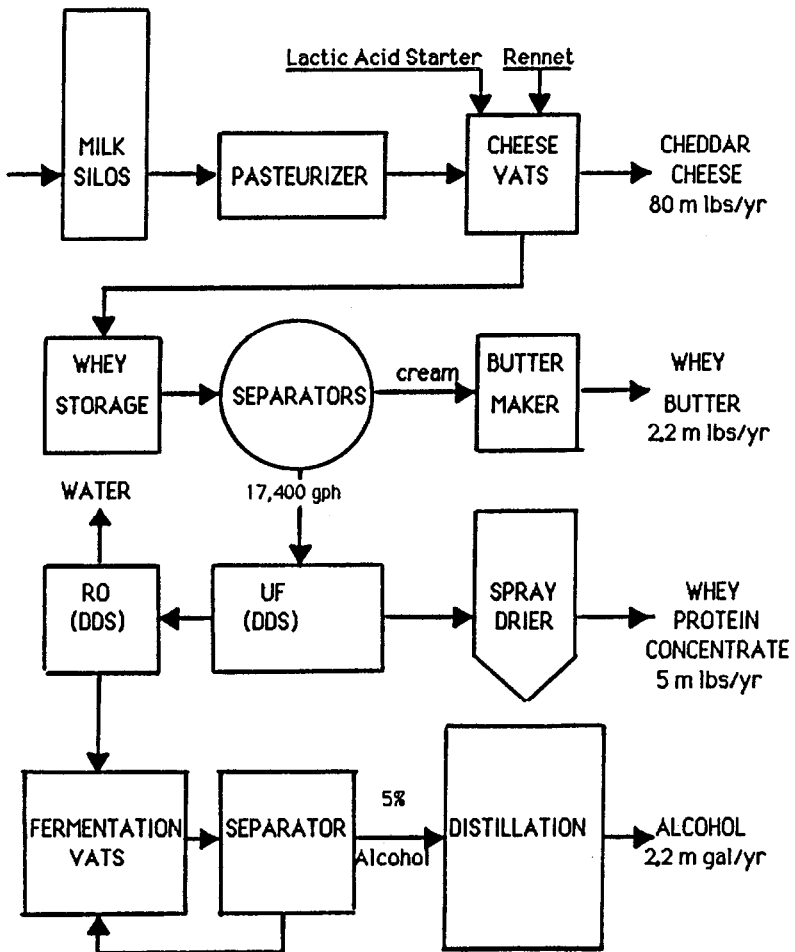 Lactic Acid Starter
Rennet
MILK
SILOS
PASTEURIZER
CHEESE
VATS
CHEDDAR
CHEESE
80 m lbs/yr
WHEY
STORAGE
SEPARATORS
cream
BUTTER
MAKER
WHEY
BUTTER
2.2 m lbs/yr
WATER
17,400 gph
RO
(DDS)
UF
(DDS)
SPRAY
DRIER
WHEY
PROTEIN
CONCENTRATE
5 m lbs/yr
FERMENTATION
VATS
SEPARATOR
5%
Alcohol
DISTILLATION
ALCOHOL
2.2 m gal/yr